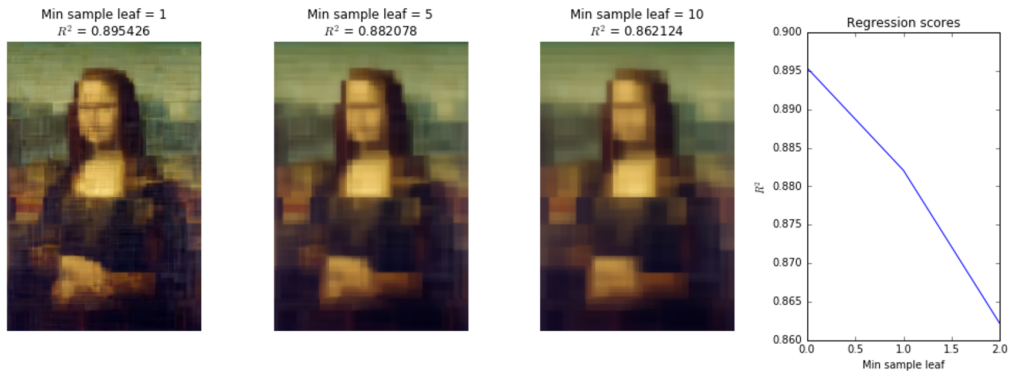 Min sample leaf = 1
R² = 0.895426
Min sample leaf = 5
R² = 0.882078
Min sample leaf = 10
R² = 0.862124
Regression scores
0.900
0.895
0.890
0.885
0.880
0.875
0.870
0.865
0.860
R²
0.0 0.5 1.0 1.5 2.0
Min sample leaf